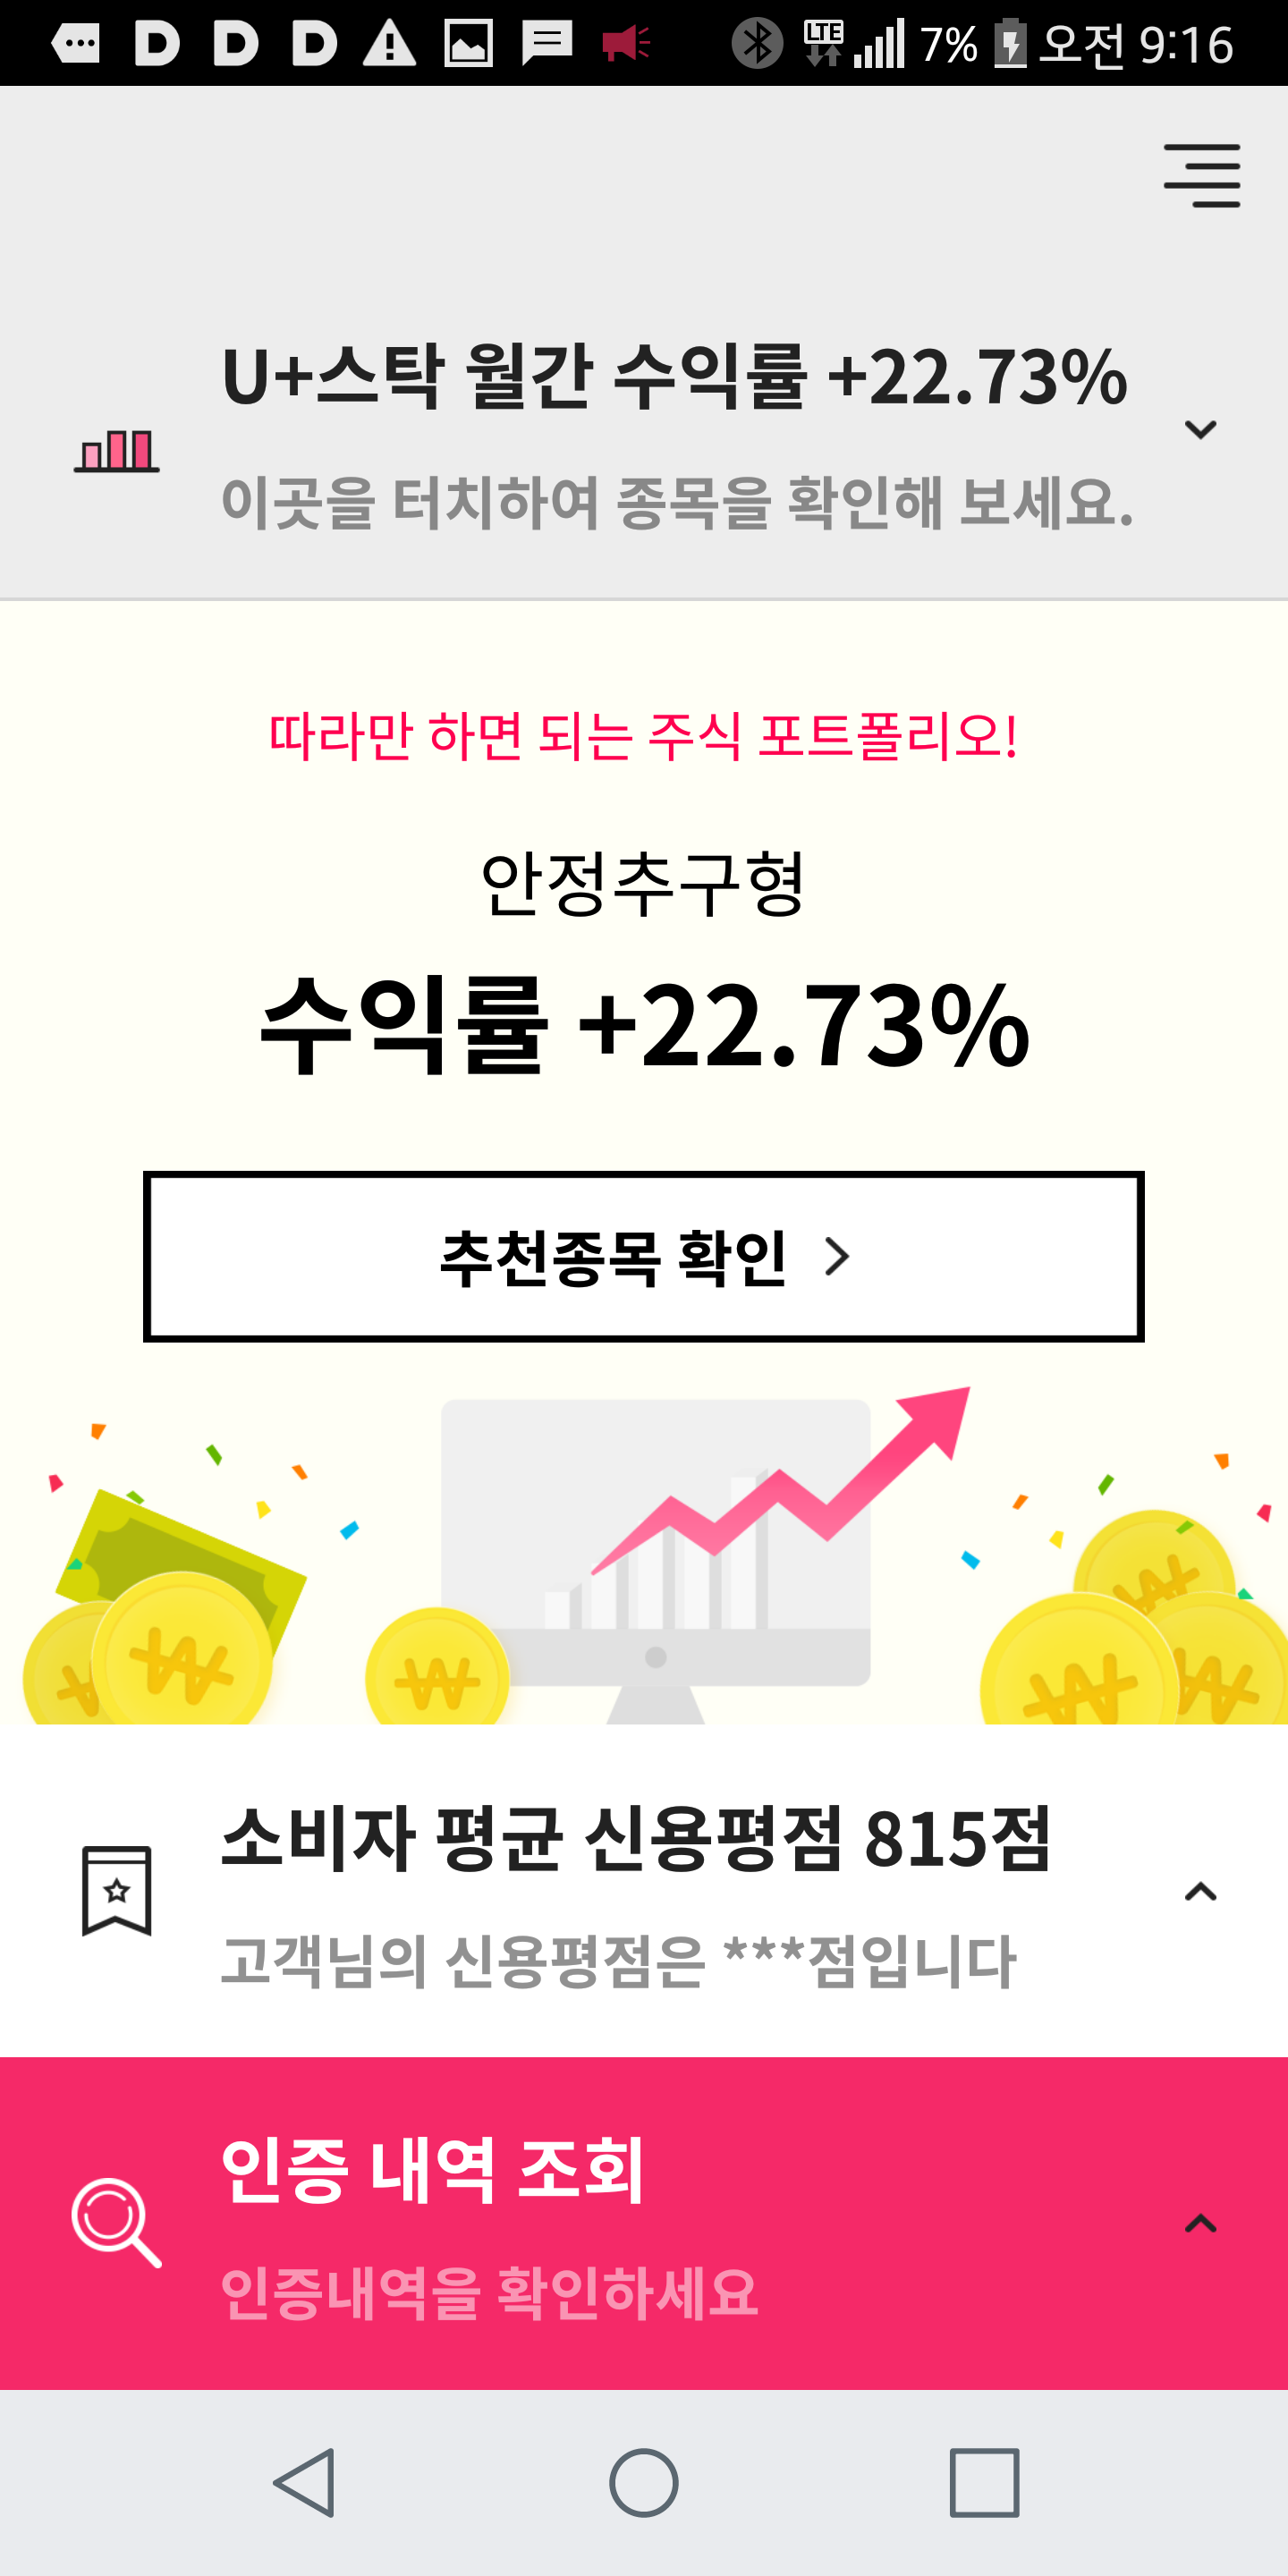 LTE 7% 오전 9:16
U+스탁 월간 수익률 +22.73%
이곳을 터치하여 종목을 확인해 보세요.
따라만 하면 되는 주식 포트폴리오!
안정추구형
수익률 +22.73%
추천종목 확인
소비자 평균 신용평점 815점
고객님의 신용평점은 ***점입니다
인증 내역 조회
인증내역을 확인하세요